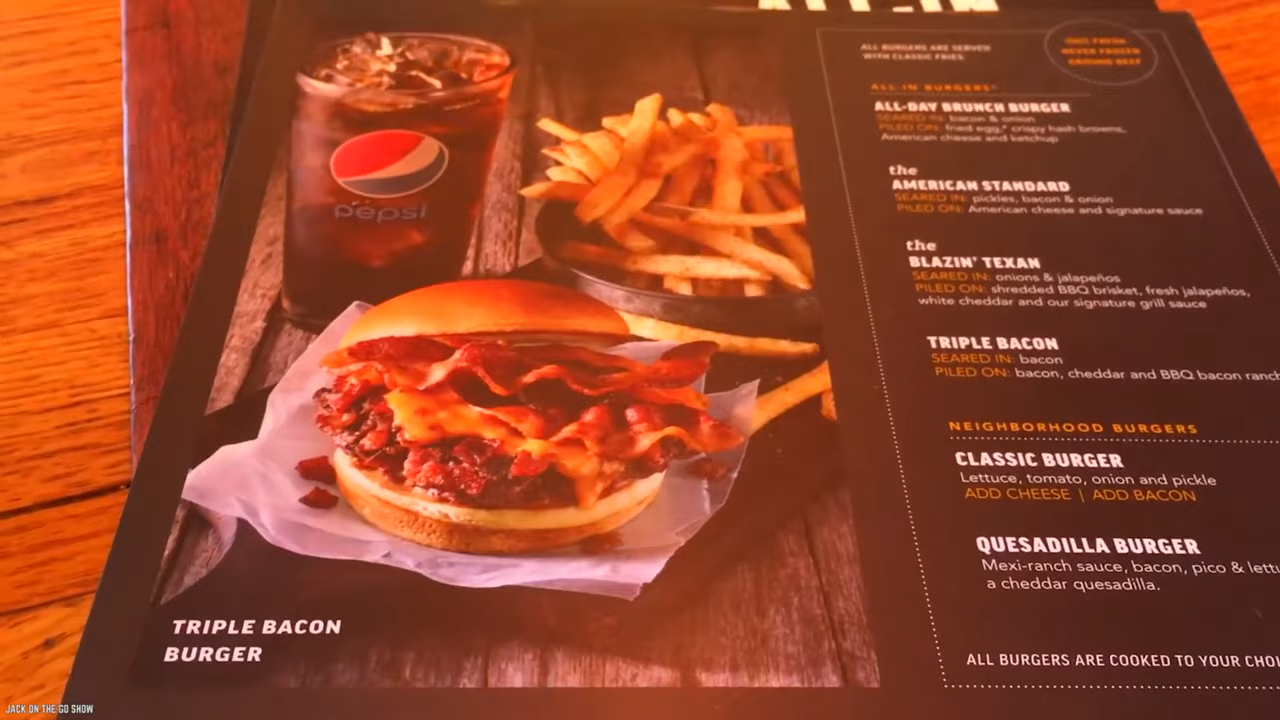 pepsi
TRIPLE BACON
BURGER
ALL BURGERS ARE SERVED
WITH CLASSIC FRIES.
100% FRESH
NEVER FROZEN
GROUND BEEF
ALL-IN BURGERS®
ALL-DAY BRUNCH BURGER
SEARED IN: bacon & onion
PILED ON: fried egg,* crispy hash browns,
American cheese and ketchup
the
AMERICAN STANDARD
SEARED IN: pickles, bacon & onion
PILED ON: American cheese and signature sauce
the
BLAZIN' TEXAN
SEARED IN: onions & jalapeños
PILED ON: shredded BBQ brisket, fresh jalapeños,
white cheddar and our signature grill sauce
TRIPLE BACON
SEARED IN: bacon
PILED ON: bacon, cheddar and BBQ bacon ranch
NEIGHBORHOOD BURGERS
CLASSIC BURGER
Lettuce, tomato, onion and pickle
ADD CHEESE | ADD BACON
QUESADILLA BURGER
Mexi-ranch sauce, bacon, pico & lettu
a cheddar quesadilla.
ALL BURGERS ARE COOKED TO YOUR CHOI
JACK ON THE GO SHOW